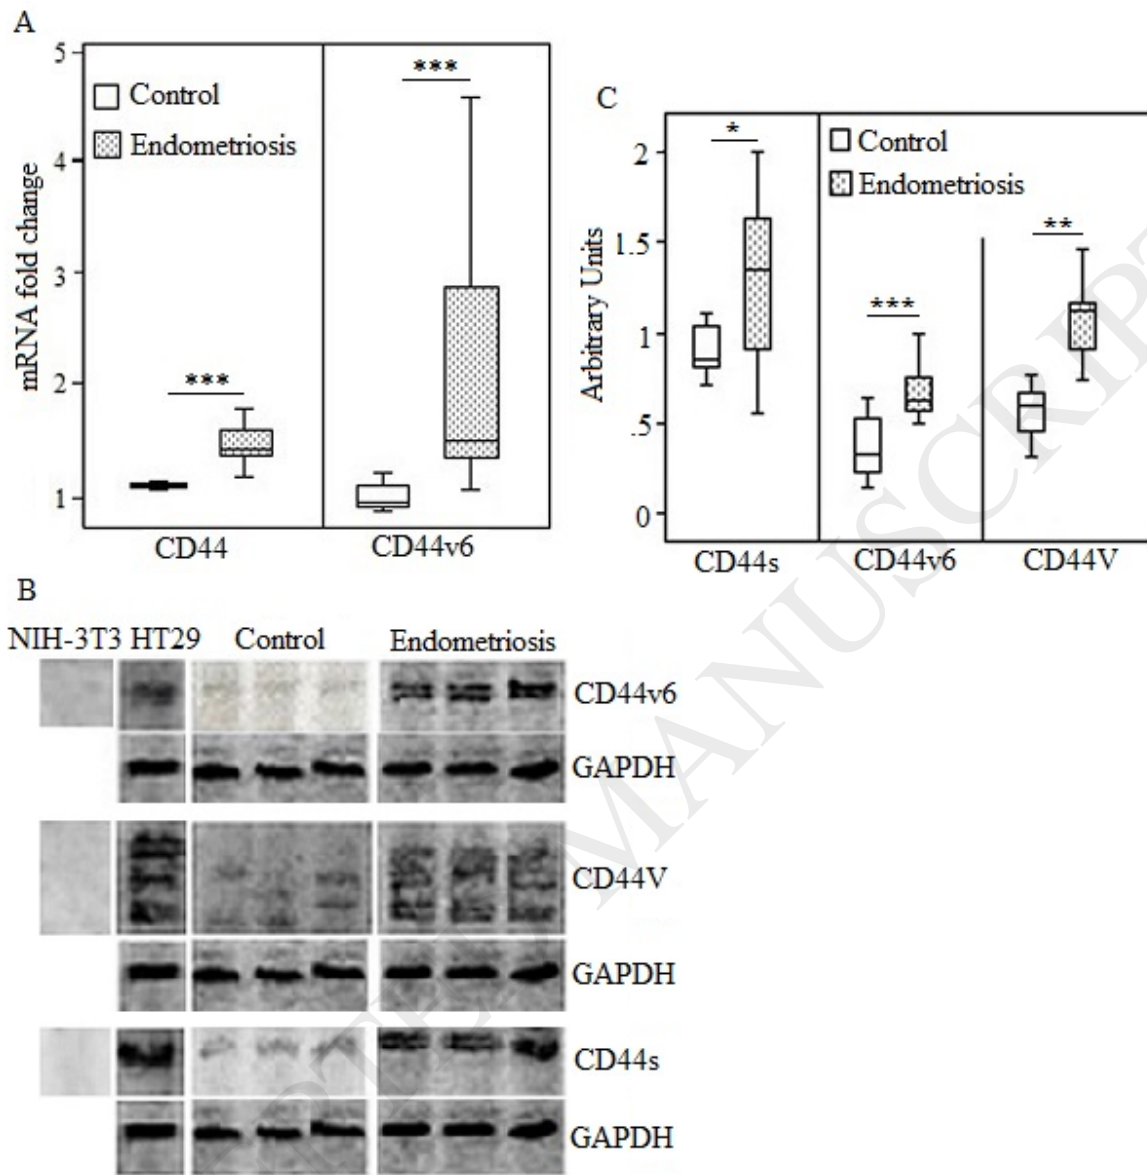 A
5
4
3
2
1
mRNA fold change
Control
Endometriosis
***
***
CD44
CD44v6
C
2
1.5
1
.5
0
Arbitrary Units
Control
Endometriosis
*
***
**
CD44s
CD44v6
CD44V
B
NIH-3T3 HT29 Control Endometriosis
CD44v6
GAPDH
CD44V
GAPDH
CD44s
GAPDH
MANUSCRIPT